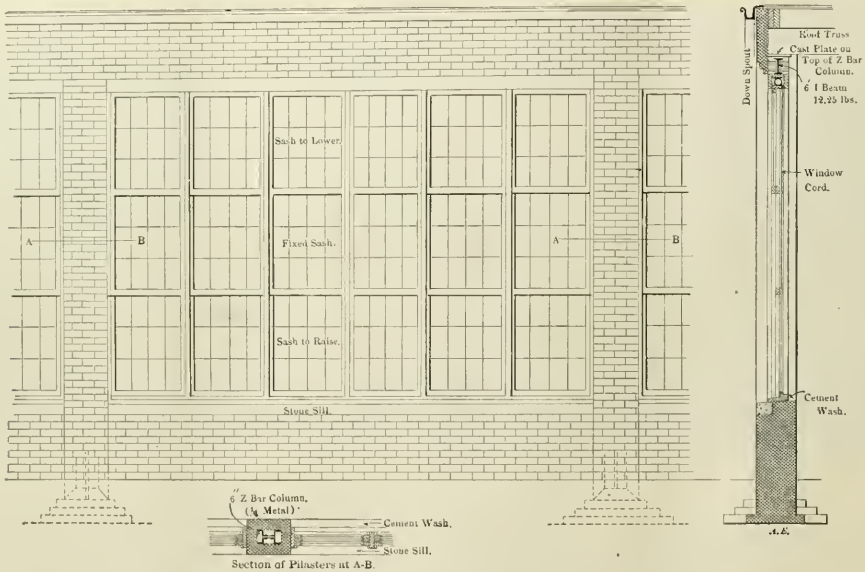 Sash to Lower.
Fixed Sash.
Sash to Raise.
A
B
A
B
Stone Sill.
6" Z Bar Column.
(¼ Metal)
Cement Wash.
Stone Sill.
Section of Pilasters at A-B.
Down Spout
Roof Truss
Cast Plate on
Top of Z Bar
Column.
6" I Beam
12.25 lbs.
Window
Cord.
Cement
Wash.
A.E.